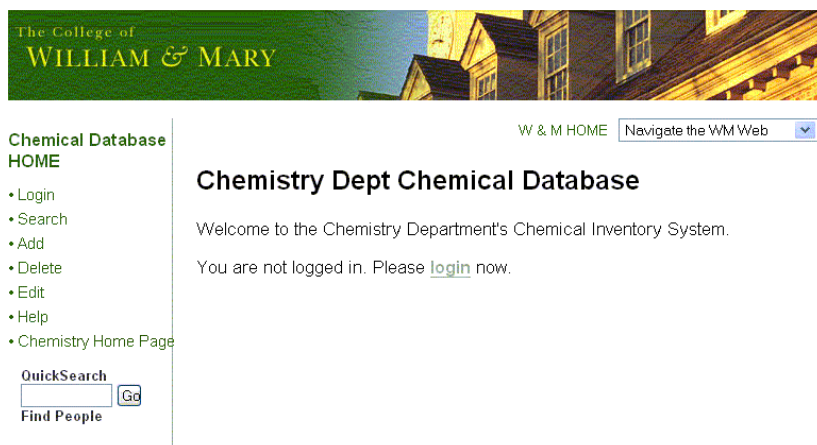 The College of
WILLIAM & MARY
W & M HOME Navigate the WM Web
Chemical Database
HOME
• Login
• Search
• Add
• Delete
• Edit
• Help
• Chemistry Home Page
QuickSearch
Go
Find People
Chemistry Dept Chemical Database
Welcome to the Chemistry Department's Chemical Inventory System.
You are not logged in. Please login now.